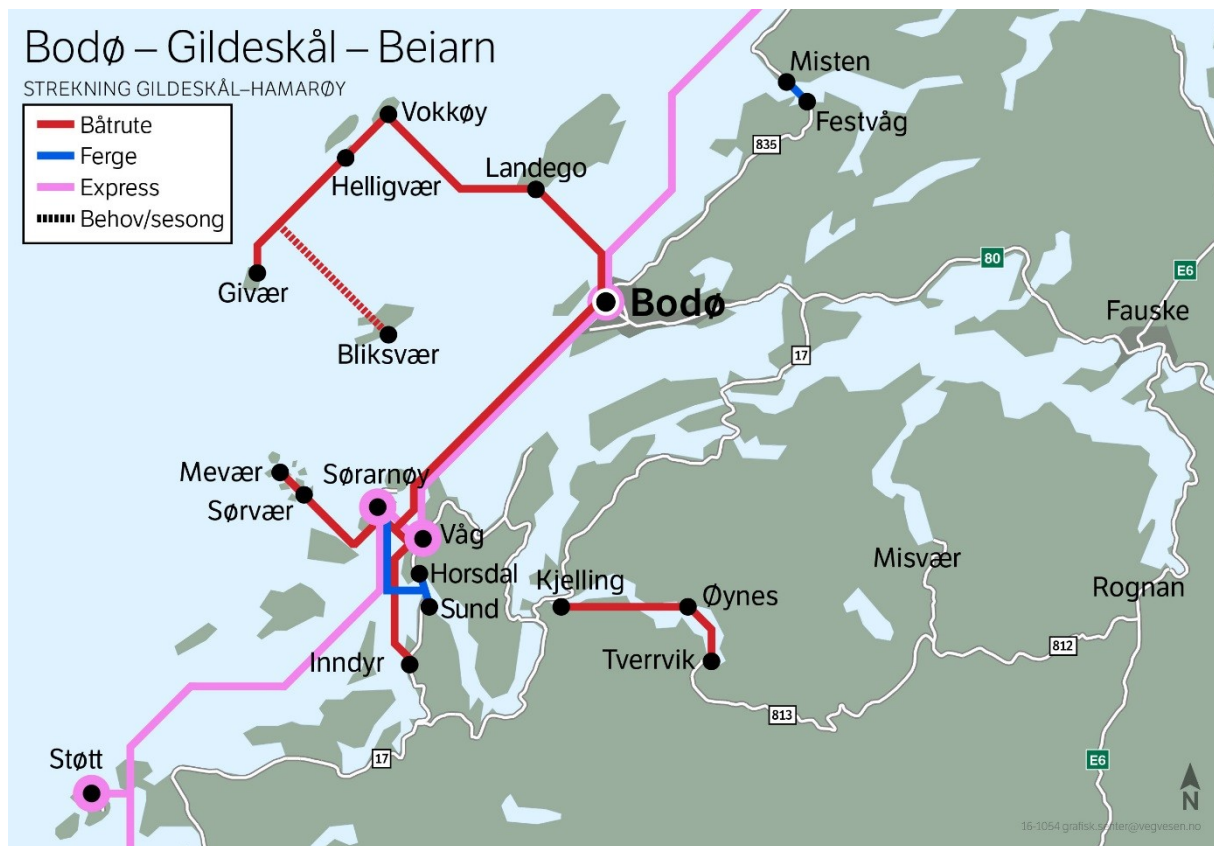 Bodø – Gildeskål – Beiarn
STREKNING GILDESKÅL–HAMARØY
Båtrute
Ferge
Express
Behov/sesong
Misten
Festvåg
835
Vokkøy
Helligvær
Landego
Givær
Bliksvær
Bodø
80
E6
Fauske
17
Mevær
Sørvær
Sørarnøy
Våg
Horsdal
Sund
Kjelling
Øynes
Misvær
Rognan
Inndyr
Tverrvik
812
813
Støtt
17
E6
N
16-1054 grafisk.senter@vegvesen.no